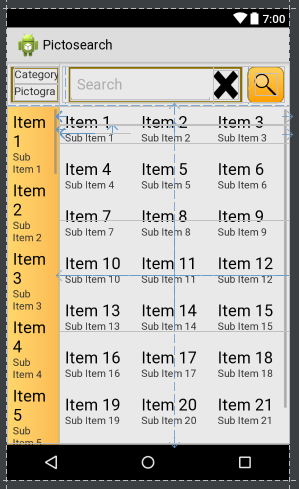 7:00
Pictosearch
Category
Pictogra
Search
Item 1
Sub Item 1
Item 2
Sub Item 2
Item 3
Sub Item 3
Item 4
Sub Item 4
Item 5
Sub Item 5
Item 1 Item 2 Item 3
Sub Item 1 Sub Item 2 Sub Item 3
Item 4 Item 5 Item 6
Sub Item 4 Sub Item 5 Sub Item 6
Item 7 Item 8 Item 9
Sub Item 7 Sub Item 8 Sub Item 9
Item 10 Item 11 Item 12
Sub Item 10 Sub Item 11 Sub Item 12
Item 13 Item 14 Item 15
Sub Item 13 Sub Item 14 Sub Item 15
Item 16 Item 17 Item 18
Sub Item 16 Sub Item 17 Sub Item 18
Item 19 Item 20 Item 21
Sub Item 19 Sub Item 20 Sub Item 21